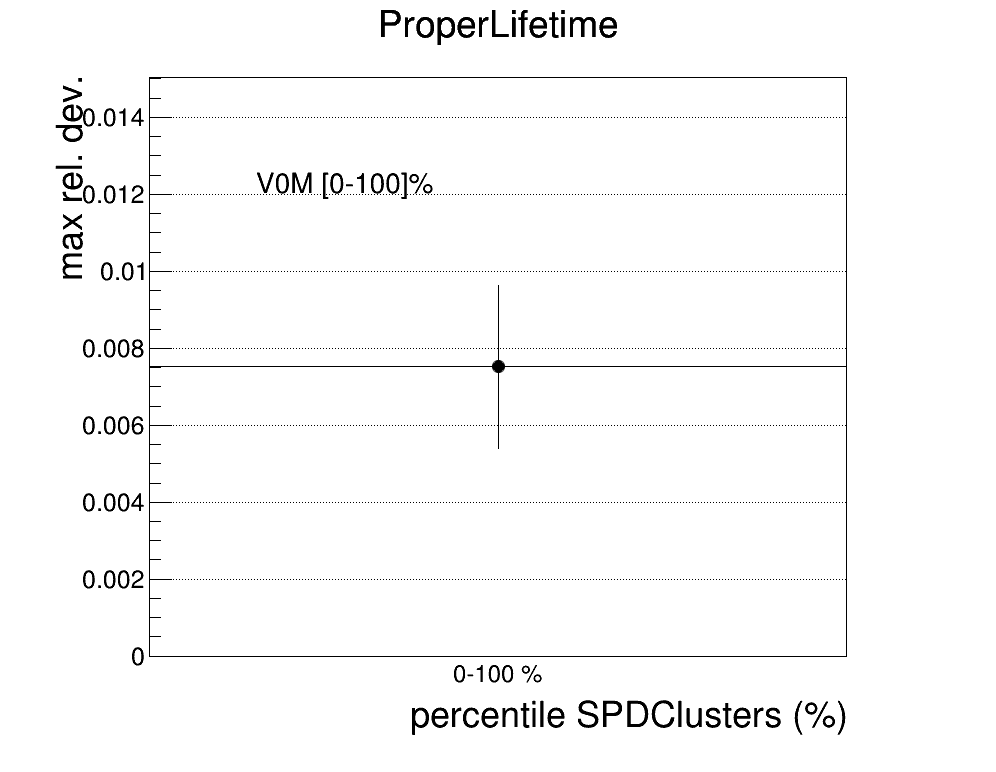 ProperLifetime
max rel. dev.
0.014
V0M [0-100]%
0.012
0.01
0.008
0.006
0.004
0.002
0
0-100 %
percentile SPDClusters (%)